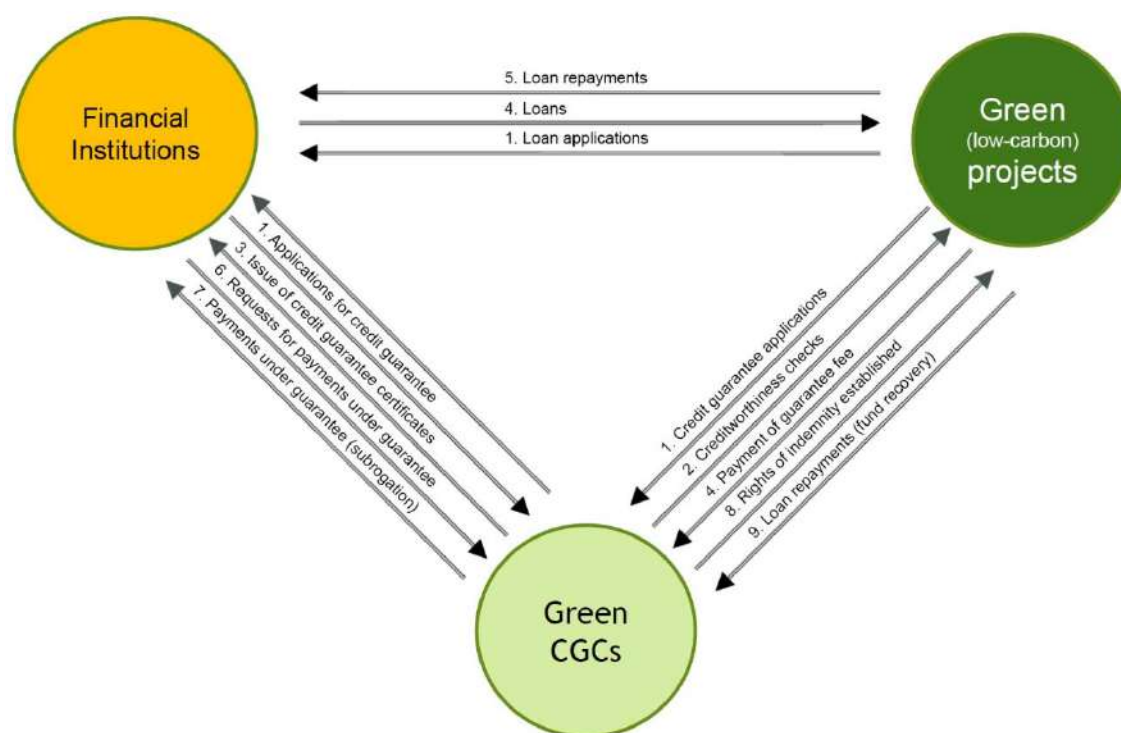 5. Loan repayments
4. Loans
1. Loan applications
Financial
Institutions
Green
(low-carbon)
projects
1. Applications for credit guarantee
3. Issue of credit guarantee certificates
6. Requests for payments under guarantee
7. Payments under guarantee (subrogation)
1. Credit guarantee applications
2. Creditworthiness checks
4. Payment of guarantee fee
8. Rights of indemnity established
9. Loan repayments (fund recovery)
Green
CGCs